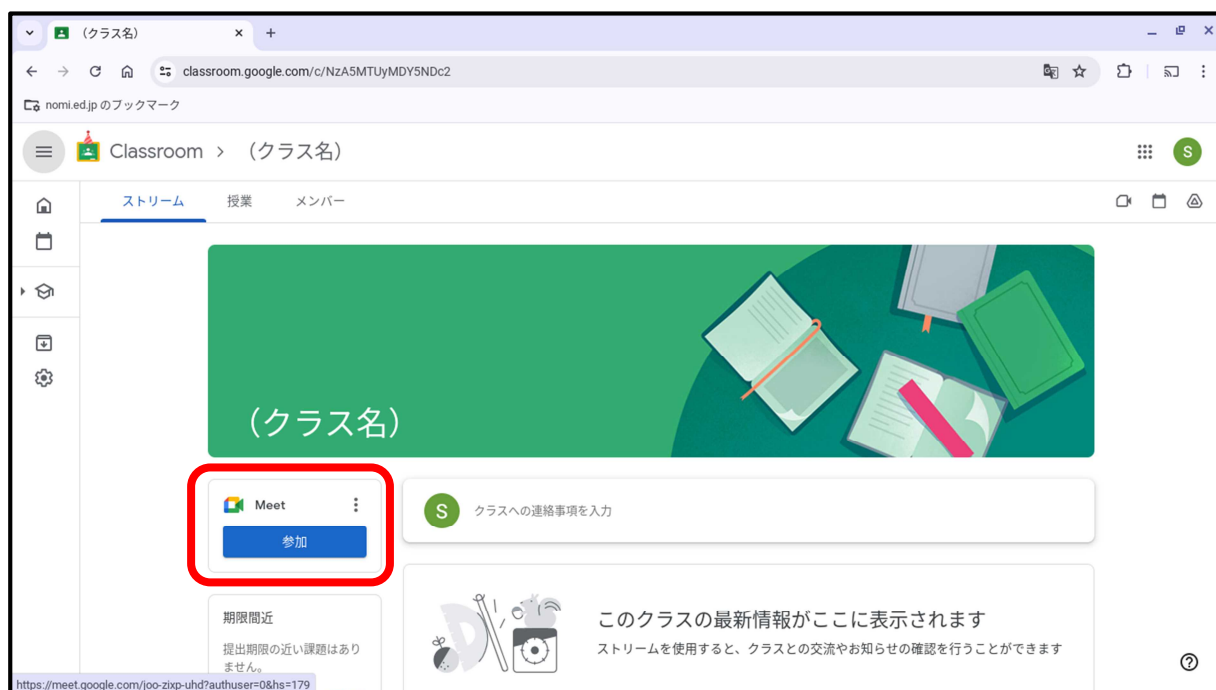 （クラス名）
classroom.google.com/c/NzA5MTUyMDY5NDc2
nomi.ed.jp のブックマーク
Classroom > （クラス名）
S
ストリーム 授業 メンバー
（クラス名）
Meet
参加
S クラスへの連絡事項を入力
期限間近
提出期限の近い課題はあり
ません。
このクラスの最新情報がここに表示されます
ストリームを使用すると、クラスとの交流やお知らせの確認を行うことができます
https://meet.google.com/joo-zixp-uhd?authuser=0&hs=179